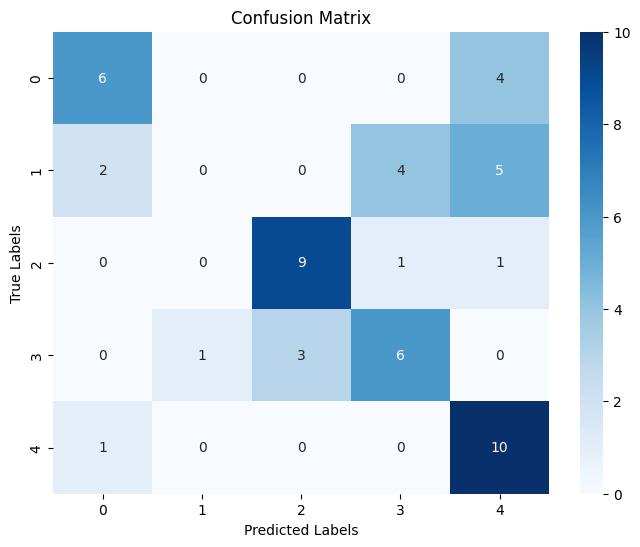 Confusion Matrix
True Labels
0 6 0 0 0 4
1 2 0 0 4 5
2 0 0 9 1 1
3 0 1 3 6 0
4 1 0 0 0 10
0 1 2 3 4
Predicted Labels
10
8
6
4
2
0